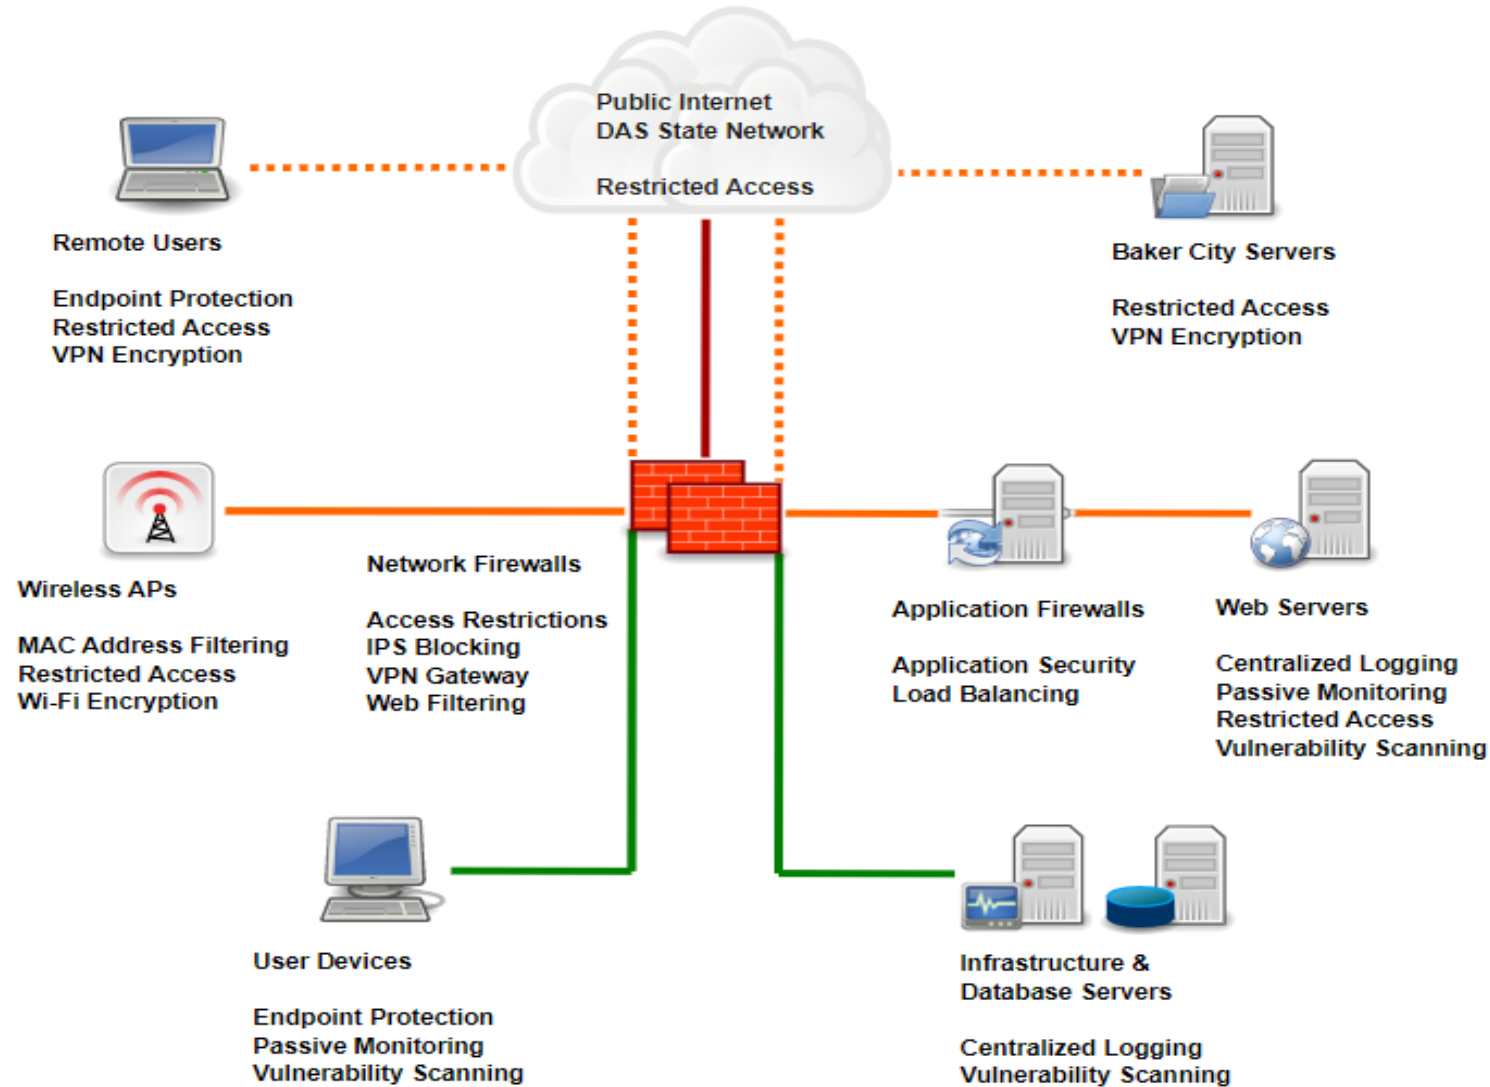 Public Internet
DAS State Network
Restricted Access
Remote Users
Endpoint Protection
Restricted Access
VPN Encryption
Baker City Servers
Restricted Access
VPN Encryption
Wireless APs
MAC Address Filtering
Restricted Access
Wi-Fi Encryption
Network Firewalls
Access Restrictions
IPS Blocking
VPN Gateway
Web Filtering
Application Firewalls
Application Security
Load Balancing
Web Servers
Centralized Logging
Passive Monitoring
Restricted Access
Vulnerability Scanning
User Devices
Endpoint Protection
Passive Monitoring
Vulnerability Scanning
Infrastructure &
Database Servers
Centralized Logging
Vulnerability Scanning